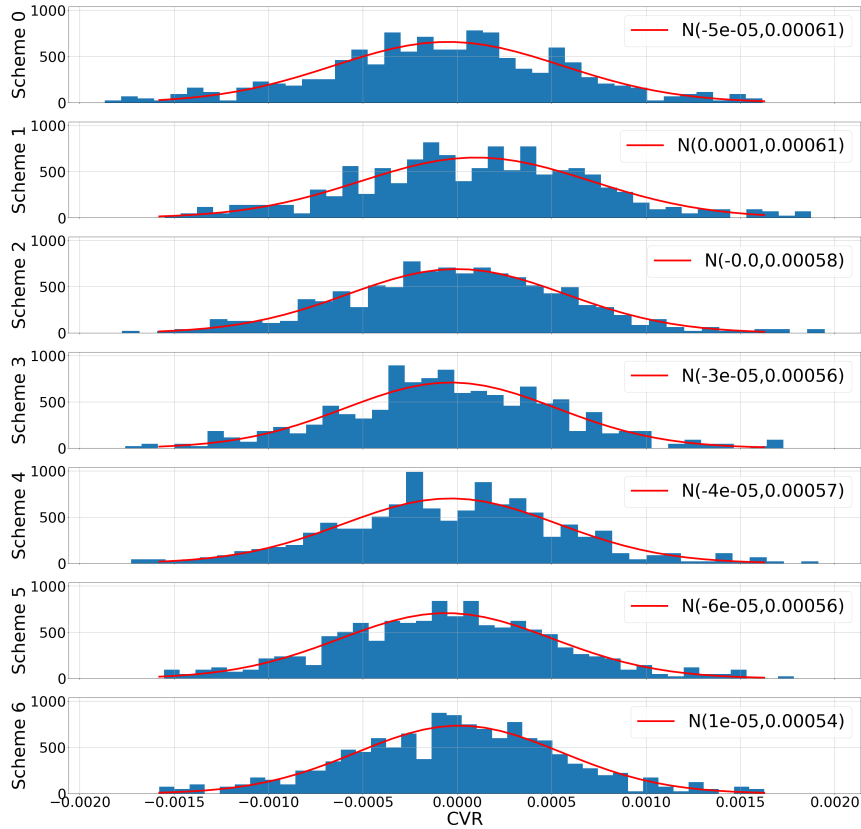 Scheme 0
1000
500
0
N(-5e-05,0.00061)
Scheme 1
1000
500
0
N(0.0001,0.00061)
Scheme 2
1000
500
0
N(-0.0,0.00058)
Scheme 3
1000
500
0
N(-3e-05,0.00056)
Scheme 4
1000
500
0
N(-4e-05,0.00057)
Scheme 5
1000
500
0
N(-6e-05,0.00056)
Scheme 6
1000
500
0
N(1e-05,0.00054)
−0.0020 −0.0015 −0.0010 −0.0005 0.0000 0.0005 0.0010 0.0015 0.0020
CVR